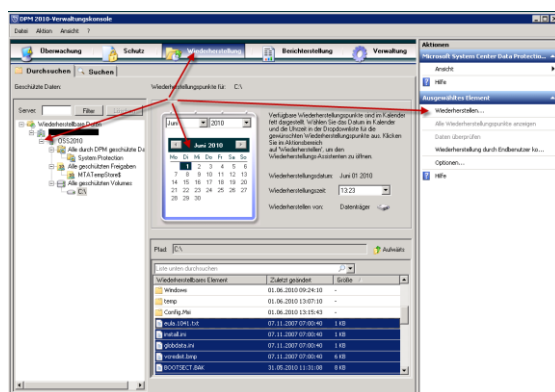 DPM 2010-Verwaltungskonsole
Datei Aktion Ansicht ?
Überwachung Schutz Wiederherstellung Berichterstellung Verwaltung
Durchsuchen Suchen
Geschützte Daten:
Server: Filter
Wiederherstellbare Daten
OSS2010
Alle durch DPM geschützte Da
System Protection
Alle geschützten Freigaben
MTATempStore$
Alle geschützten Volumes
C:\
Wiederherstellungspunkte für: C:\
Juni 2010
Juni 2010
Mo Di Mi Do Fr Sa So
1 2 3 4 5 6
7 8 9 10 11 12 13
14 15 16 17 18 19 20
21 22 23 24 25 26 27
28 29 30
Verfügbare Wiederherstellungspunkte sind im Kalender
fett dargestellt. Wählen Sie das Datum im Kalender
und die Uhrzeit in der Dropdownliste für die
gewünschten Wiederherstellungspunkte aus. Klicken
Sie im Aktionsbereich
auf 'Wiederherstellen', um den
Wiederherstellungs-Assistenten zu öffnen.
Wiederherstellungsdatum: Juni 01 2010
Wiederherstellungszeit: 13:23
Wiederherstellen von: Datenträger
Pfad: C:\ Aufwärts
Liste unten durchsuchen
Wiederherstellbares Element Zuletzt geändert Größe
Windows 01.06.2010 09:24:10 -
temp 01.06.2010 13:07:10 -
Config.Msi 01.06.2010 13:15:43 -
eula.1041.txt 07.11.2007 07:00:40 1 KB
install.ini 07.11.2007 07:00:40 1 KB
globdata.ini 07.11.2007 07:00:40 1 KB
vcredist.bmp 07.11.2007 07:00:40 6 KB
BOOTSECT.BAK 31.05.2010 11:31:08 8 KB
Aktionen
Microsoft System Center Data Protectio...
Ansicht
Hilfe
Ausgewähltes Element
Wiederherstellen...
Alle Wiederherstellungspunkte anzeigen
Daten überprüfen
Wiederherstellung durch Endbenutzer ko...
Optionen...
Hilfe